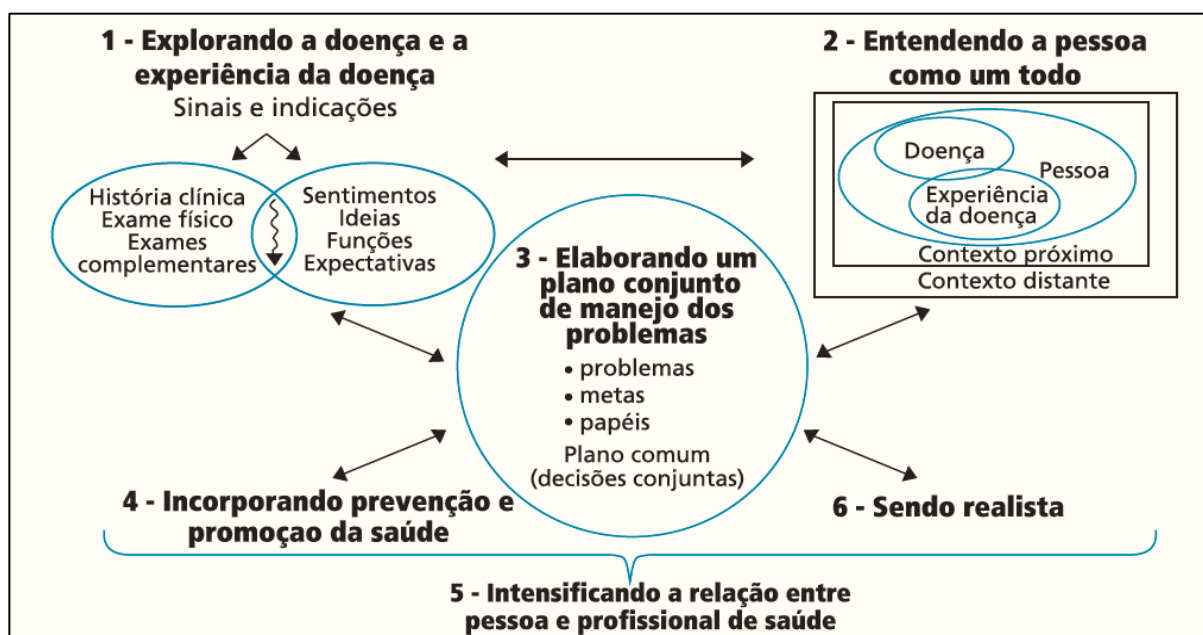 1 - Explorando a doença e a
experiência da doença
Sinais e indicações
História clínica
Exame físico
Exames
complementares
Sentimentos
Ideias
Funções
Expectativas
2 - Entendendo a pessoa
como um todo
Doença
Pessoa
Experiência
da doença
Contexto próximo
Contexto distante
3 - Elaborando um
plano conjunto
de manejo dos
problemas
• problemas
• metas
• papéis
Plano comum
(decisões conjuntas)
4 - Incorporando prevenção e
promoçao da saúde
6 - Sendo realista
5 - Intensificando a relação entre
pessoa e profissional de saúde